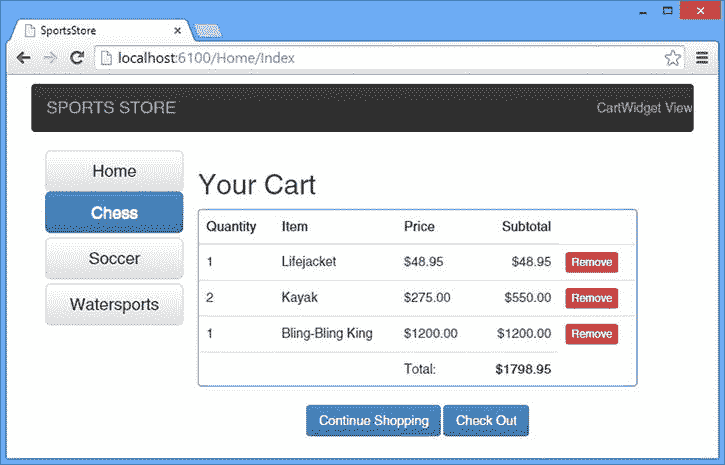 SportsStore
localhost:6100/Home/Index
SPORTS STORE CartWidget View
Home
Chess
Soccer
Watersports
Your Cart
Quantity Item Price Subtotal
1 Lifejacket $48.95 $48.95 Remove
2 Kayak $275.00 $550.00 Remove
1 Bling-Bling King $1200.00 $1200.00 Remove
Total: $1798.95
Continue Shopping Check Out